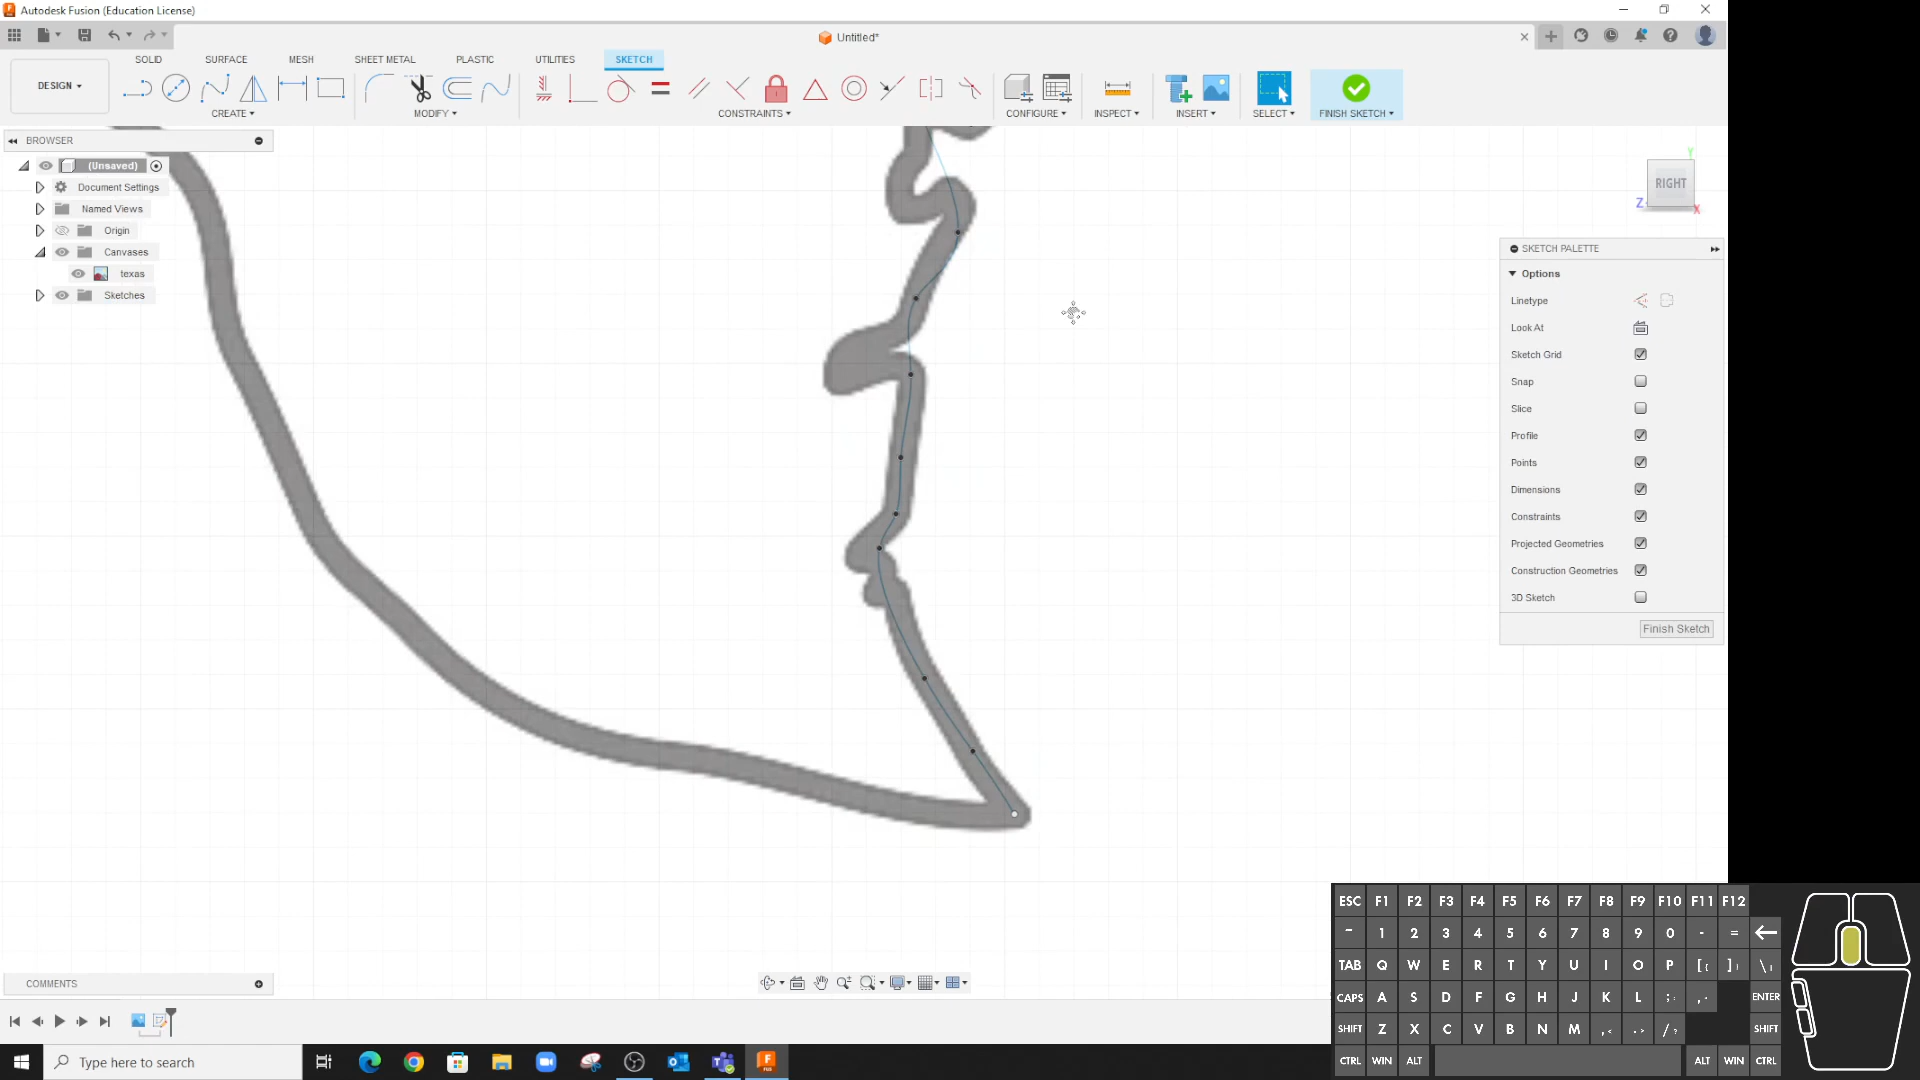 Autodesk Fusion (Education License)
Untitled*
DESIGN
SOLID SURFACE MESH SHEET METAL PLASTIC UTILITIES SKETCH
CREATE MODIFY CONSTRAINTS CONFIGURE INSPECT INSERT SELECT FINISH SKETCH
BROWSER
(Unsaved)
Document Settings
Named Views
Origin
Canvases
texas
Sketches
Y
RIGHT
Z
X
SKETCH PALETTE
Options
Linetype
Look At
Sketch Grid
Snap
Slice
Profile
Points
Dimensions
Constraints
Projected Geometries
Construction Geometries
3D Sketch
Finish Sketch
COMMENTS
Type here to search
F
FUS
ESC F1 F2 F3 F4 F5 F6 F7 F8 F9 F10 F11 F12
1 2 3 4 5 6 7 8 9 0 - =
TAB Q W E R T Y U I O P
CAPS A S D F G H J K L ENTER
SHIFT Z X C V B N M SHIFT
CTRL WIN ALT ALT WIN CTRL